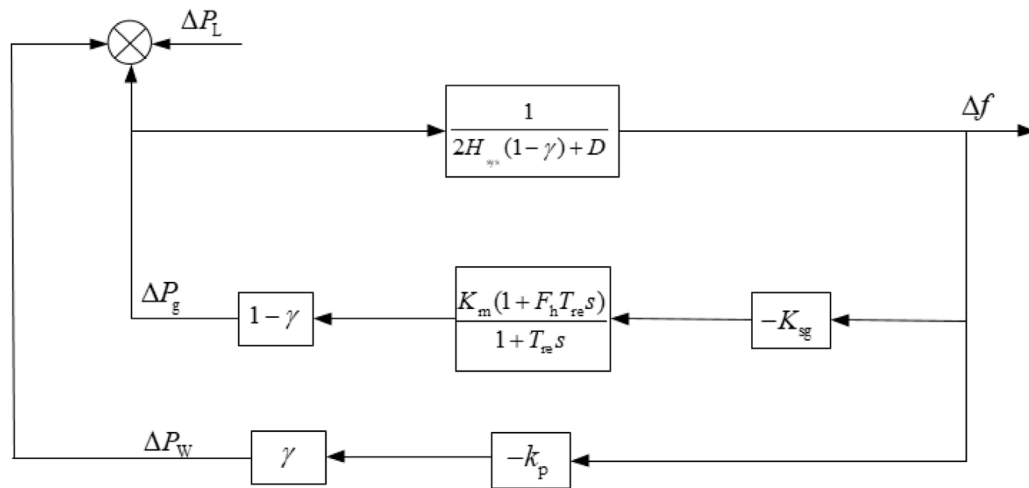 ΔP_L
Δf
1
2H_sys(1−γ)+D
ΔP_g
1−γ
K_m(1+F_hT_re s)
1+T_re s
−K_sg
ΔP_W
γ
−k_p